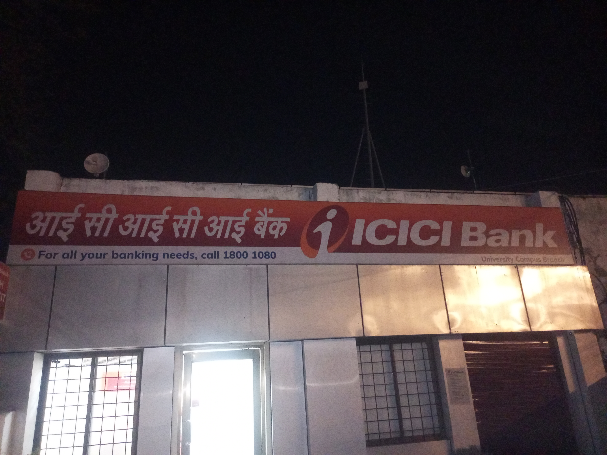 आई सी आई सी आई बैंक ICICI Bank
For all your banking needs, call 1800 1080
University Campus Branch